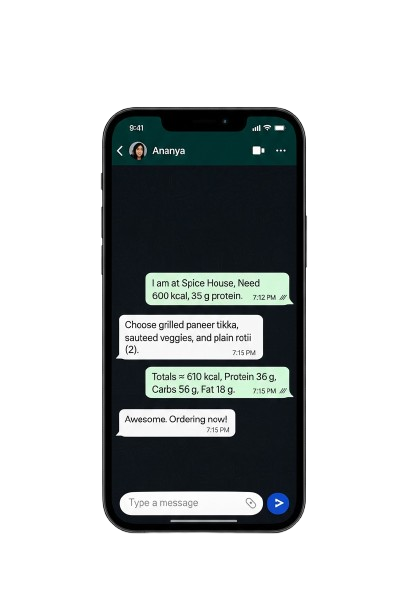 9:41
Ananya
I am at Spice House, Need
600 kcal, 35 g protein. 7:12 PM
Choose grilled paneer tikka,
sauteed veggies, and plain rotii
(2).
7:15 PM
Totals ≈ 610 kcal, Protein 36 g,
Carbs 56 g, Fat 18 g. 7:15 PM
Awesome. Ordering now!
7:15 PM
Type a message